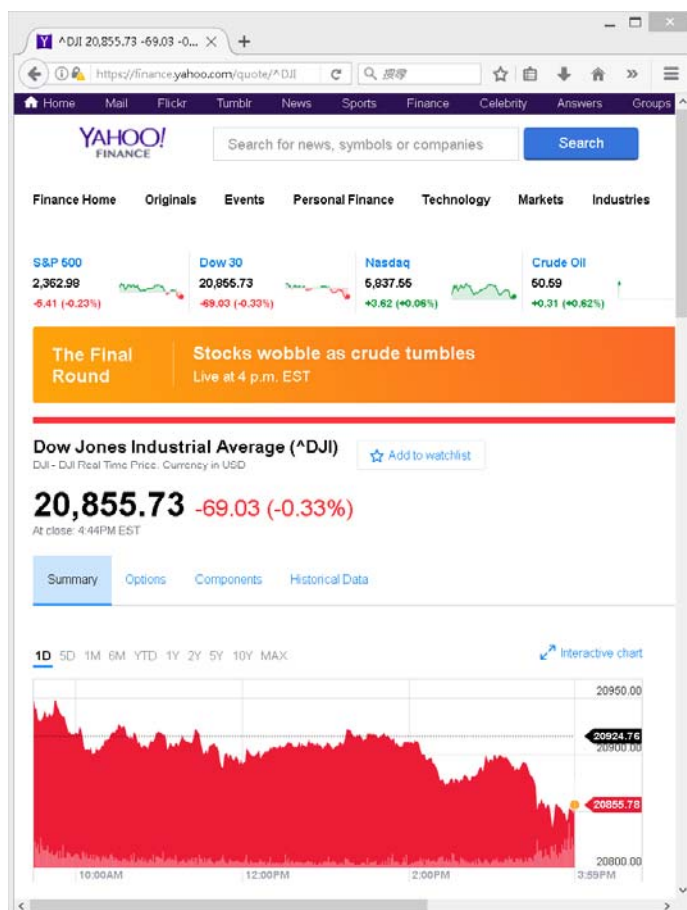 ^DJI 20,855.73 -69.03 -0...
https://finance.yahoo.com/quote/^DJI
搜尋
Home Mail Flickr Tumblr News Sports Finance Celebrity Answers Groups
YAHOO!
FINANCE
Search for news, symbols or companies
Search
Finance Home Originals Events Personal Finance Technology Markets Industries
S&P 500 Dow 30 Nasdaq Crude Oil
2,362.98 20,855.73 5,837.55 50.59
-5.41 (-0.23%) -69.03 (-0.33%) +3.62 (+0.06%) +0.31 (+0.62%)
The Final Round
Stocks wobble as crude tumbles
Live at 4 p.m. EST
Dow Jones Industrial Average (^DJI)
DJI - DJI Real Time Price. Currency in USD
Add to watchlist
20,855.73 -69.03 (-0.33%)
At close: 4:44PM EST
Summary Options Components Historical Data
1D 5D 1M 6M YTD 1Y 2Y 5Y 10Y MAX
Interactive chart
20950.00
20924.76
20900.00
20855.78
20800.00
10:00AM 12:00PM 2:00PM 3:59PM